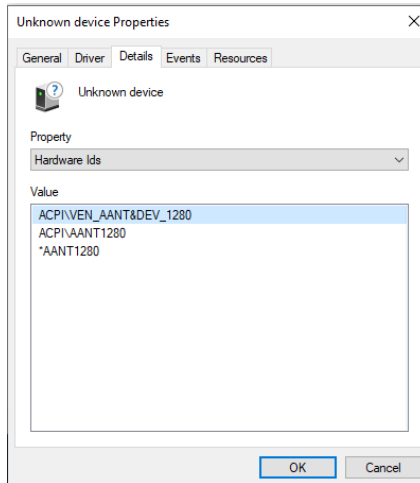 Unknown device Properties
General Driver Details Events Resources
Unknown device
Property
Hardware Ids
Value
ACPI\VEN_AANT&DEV_1280
ACPI\AANT1280
*AANT1280
OK Cancel